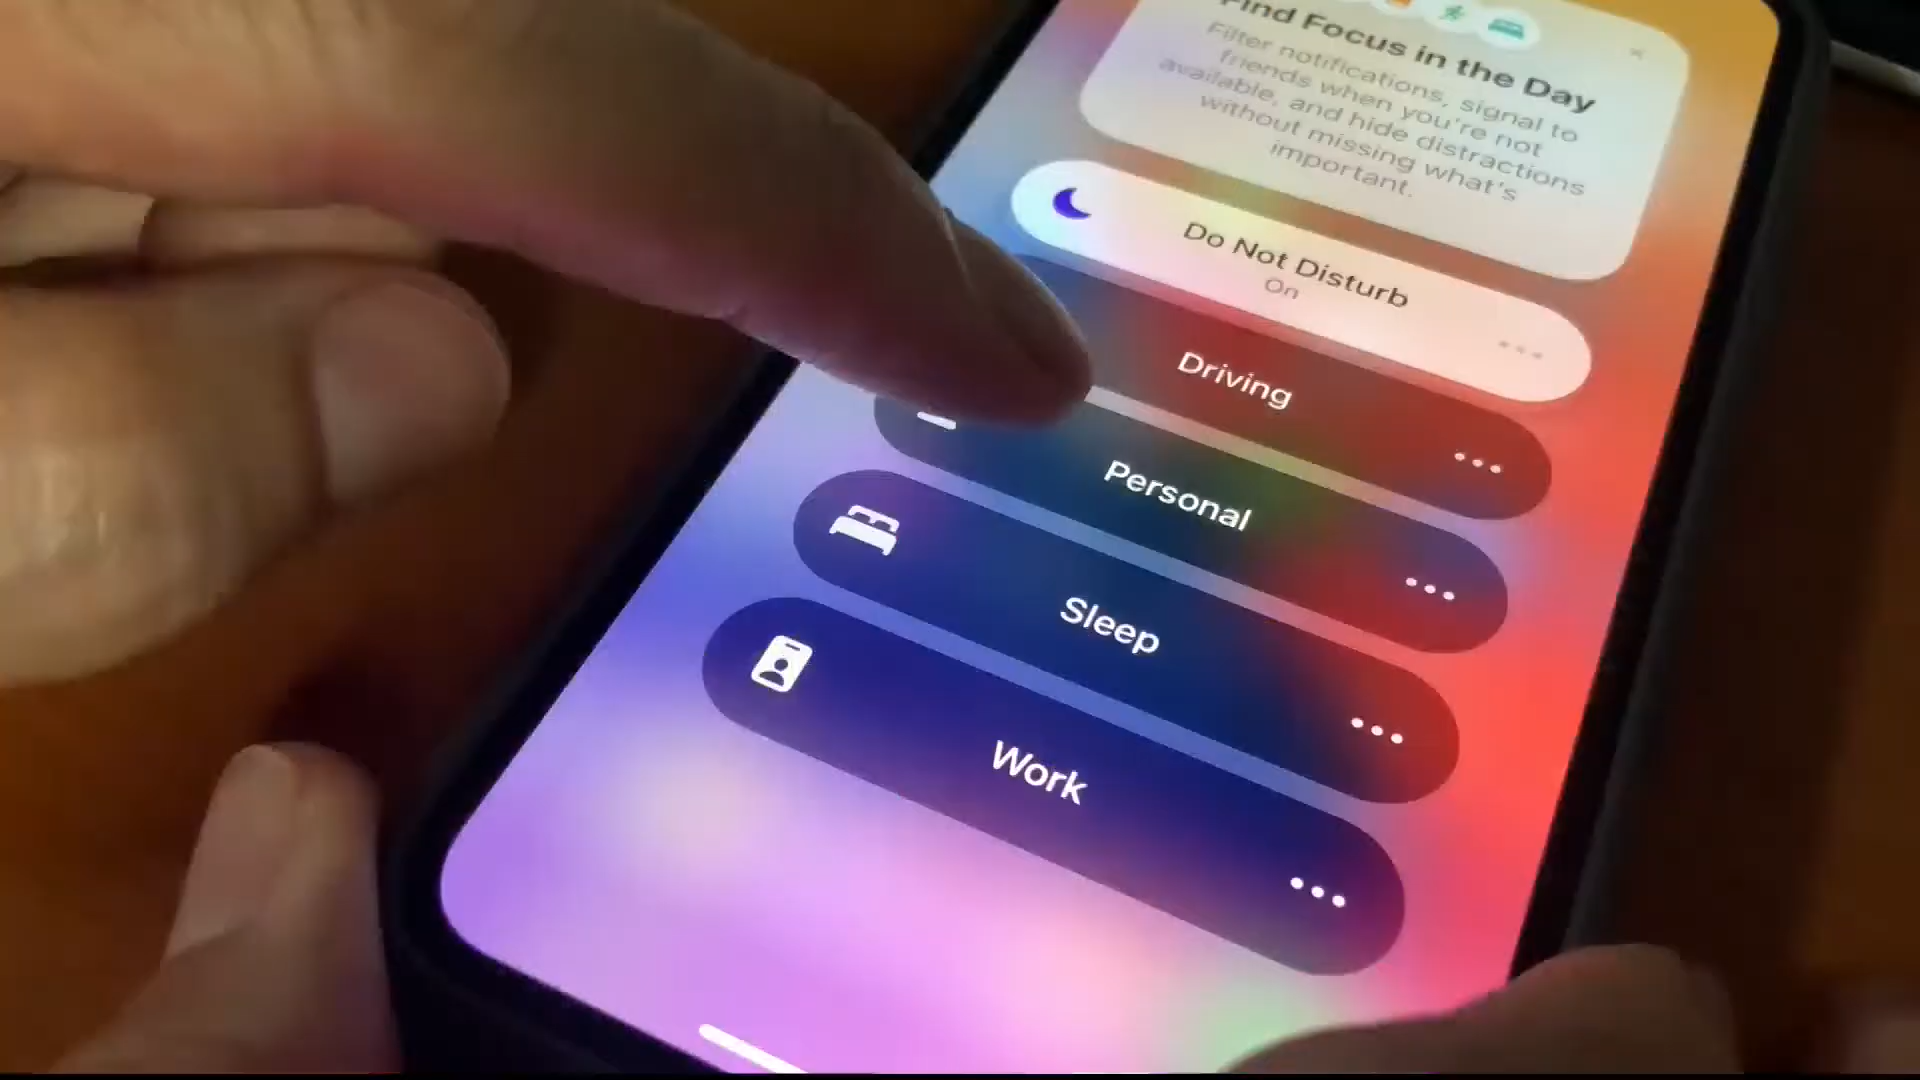 Find Focus in the Day
Filter notifications, signal to
friends when you're not
available, and hide distractions
without missing what's
important.
Do Not Disturb
On
Driving
Personal
Sleep
Work